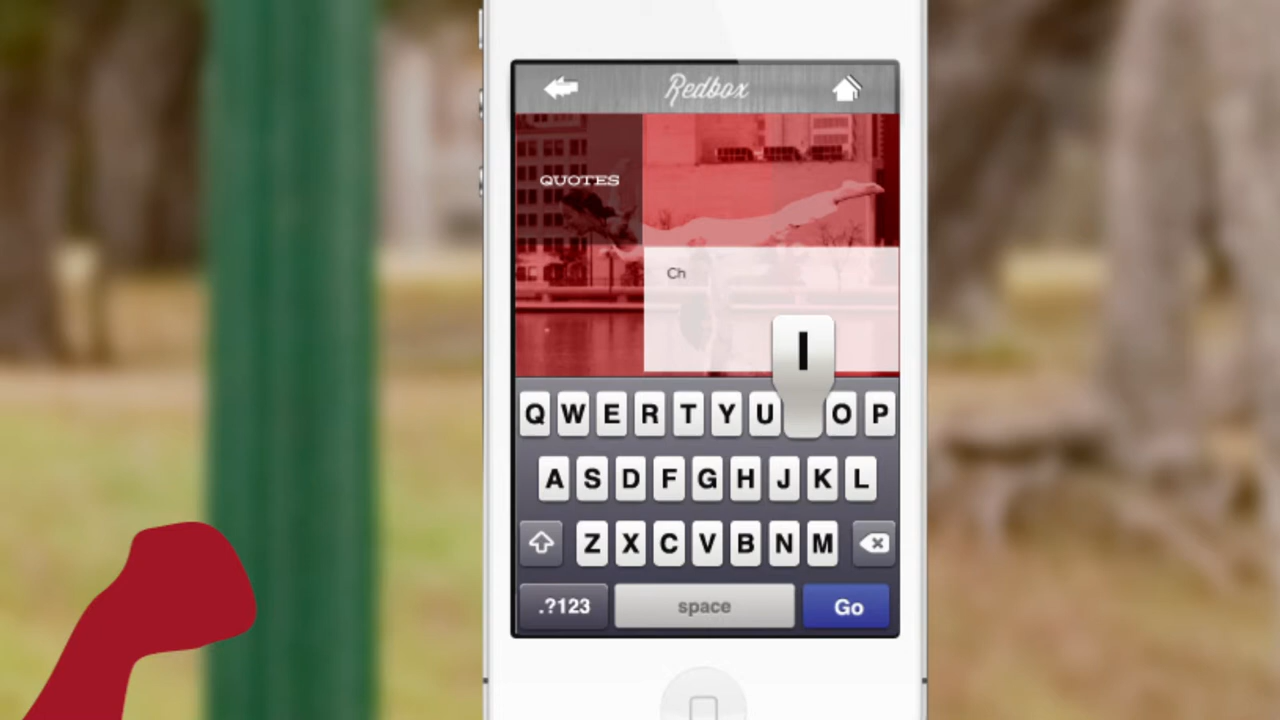 Redbox
QUOTES
Ch
I
Q W E R T Y U O P
A S D F G H J K L
Z X C V B N M
.?123 space Go